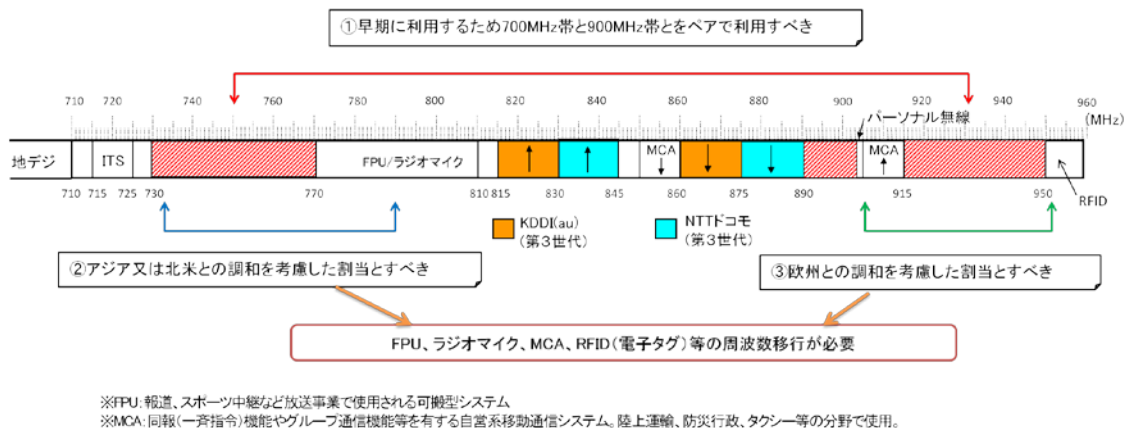 ①早期に利用するため700MHz帯と900MHz帯とをペアで利用すべき
710 720 740 760 780 800 820 840 860 880 900 920 940 960
(MHz)
パーソナル無線
地デジ ITS FPU/ラジオマイク MCA MCA
710 715 725 730 770 810 815 830 845 860 875 890 915 950
RFID
KDDI(au)
(第3世代)
NTTドコモ
(第3世代)
②アジア又は北米との調和を考慮した割当とすべき
③欧州との調和を考慮した割当とすべき
FPU、ラジオマイク、MCA、RFID(電子タグ)等の周波数移行が必要
※FPU:報道、スポーツ中継など放送事業で使用される可搬型システム
※MCA:同報(一斉指令)機能やグループ通信機能等を有する自営系移動通信システム。陸上運輸、防災行政、タクシー等の分野で使用。